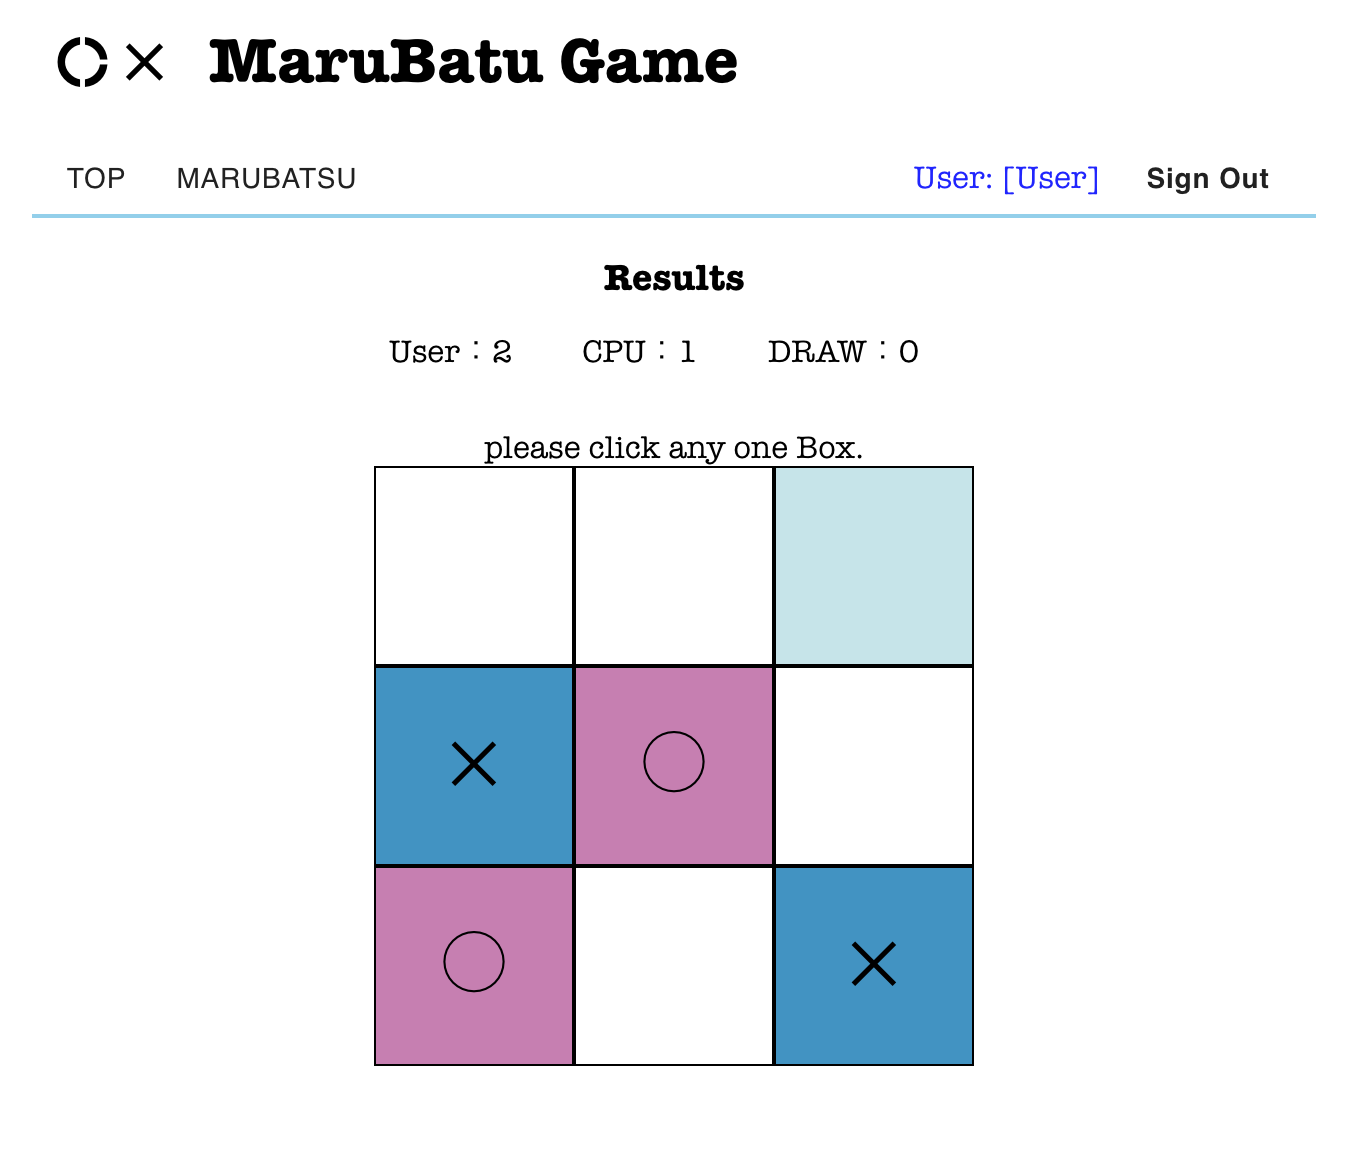 ○× MaruBatu Game
TOP MARUBATSU User: [User] Sign Out
Results
User : 2 CPU : 1 DRAW : 0
please click any one Box.
× ○
○ ×